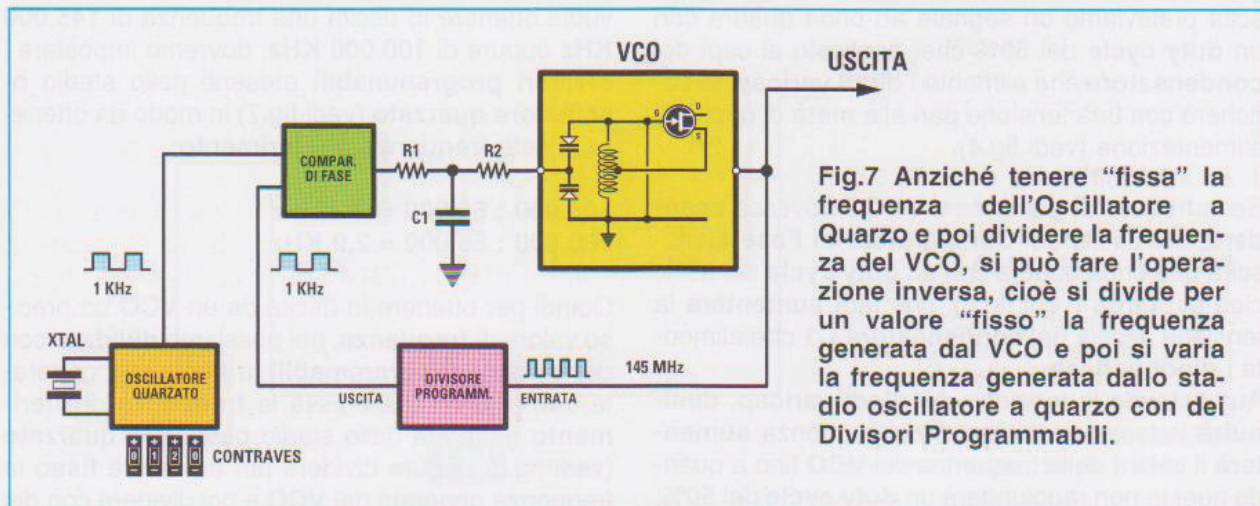 VCO
USCITA
COMPAR.
DI FASE
R1
R2
C1
G
D
S
1 KHz
1 KHz
XTAL
OSCILLATORE
QUARZATO
USCITA
DIVISORE
PROGRAMM.
ENTRATA
145 MHz
CONTRAVES
Fig.7 Anziché tenere “fissa” la
frequenza dell'Oscillatore a
Quarzo e poi dividere la frequen-
za del VCO, si può fare l'opera-
zione inversa, cioè si divide per
un valore “fisso” la frequenza
generata dal VCO e poi si varia
la frequenza generata dallo sta-
dio oscillatore a quarzo con dei
Divisori Programmabili.